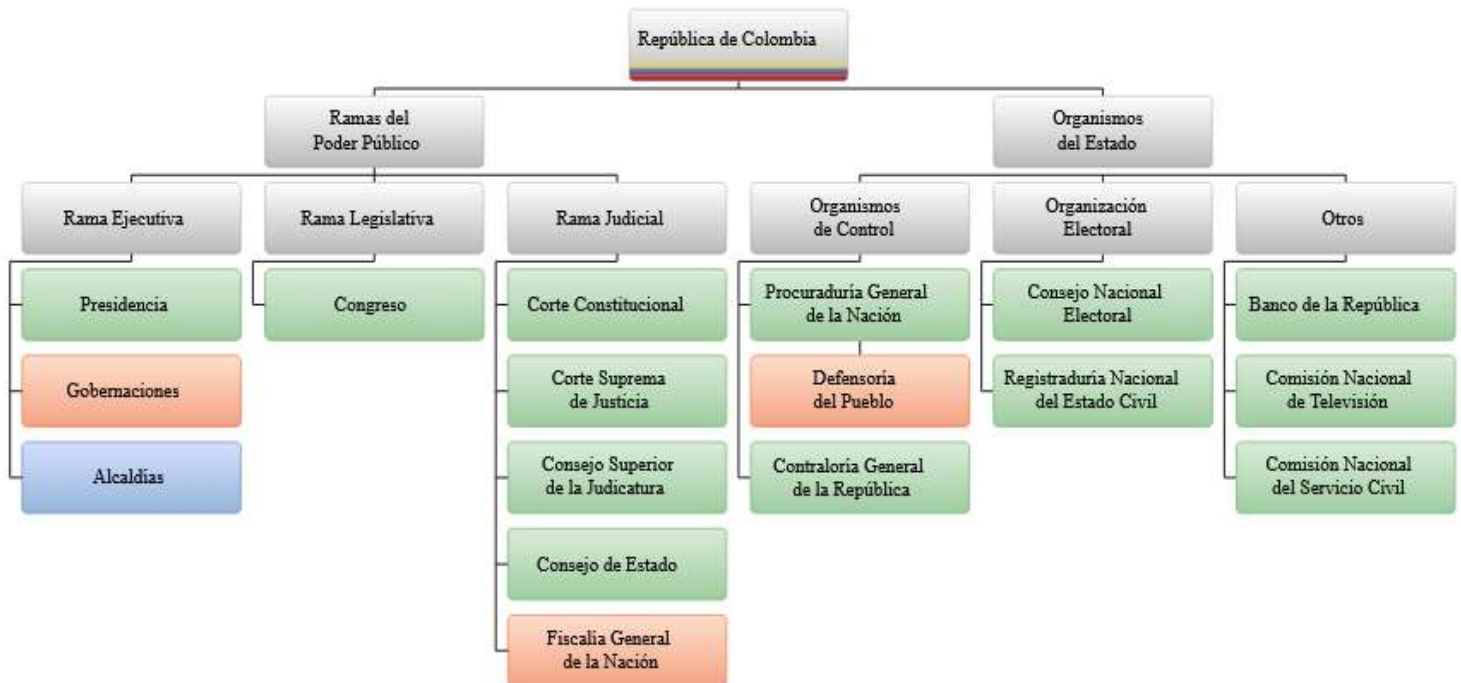 República de Colombia
Ramas del
Poder Público
Organismos
del Estado
Rama Ejecutiva
Rama Legislativa
Rama Judicial
Organismos
de Control
Organización
Electoral
Otros
Presidencia
Congreso
Corte Constitucional
Procuraduría General
de la Nación
Consejo Nacional
Electoral
Banco de la República
Gobernaciones
Corte Suprema
de Justicia
Defensoría
del Pueblo
Registraduría Nacional
del Estado Civil
Comisión Nacional
de Televisión
Alcaldías
Consejo Superior
de la Judicatura
Contraloría General
de la República
Comisión Nacional
del Servicio Civil
Consejo de Estado
Fiscalía General
de la Nación